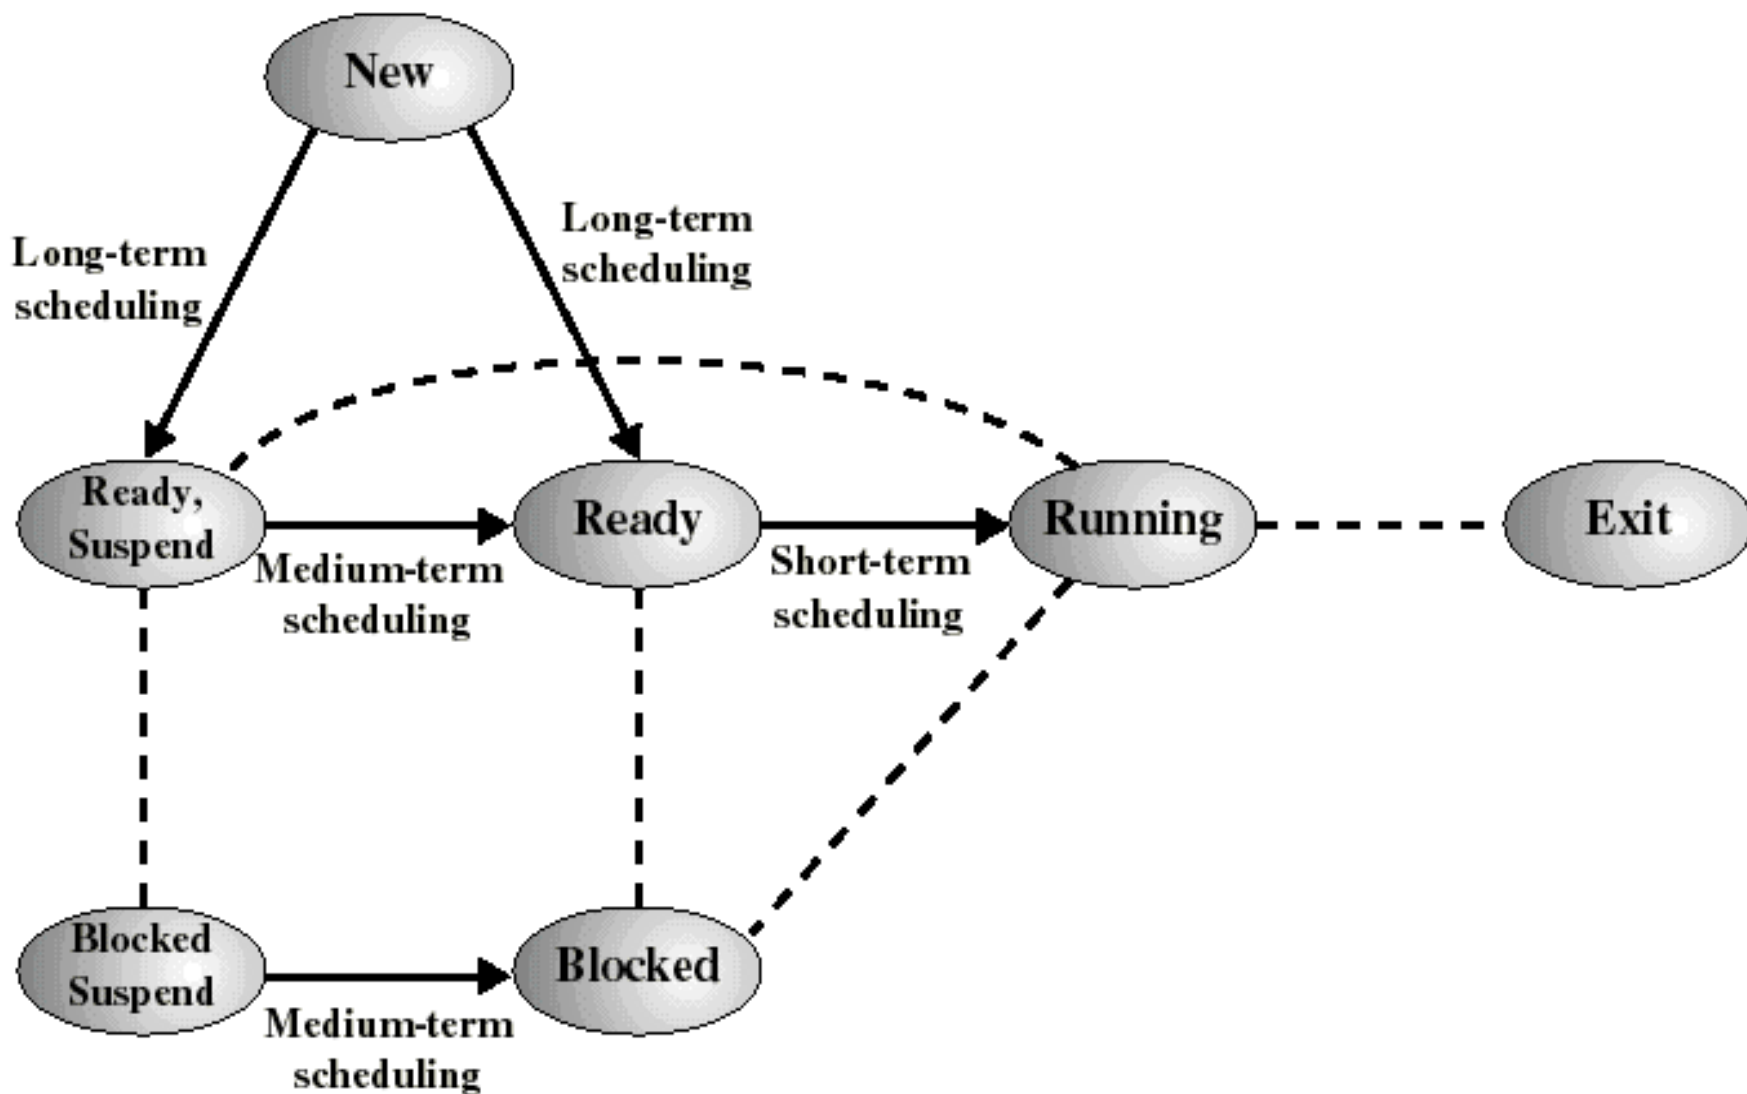 New
Long-term
scheduling
Long-term
scheduling
Ready,
Suspend
Medium-term
scheduling
Ready
Short-term
scheduling
Running
Exit
Blocked
Suspend
Medium-term
scheduling
Blocked